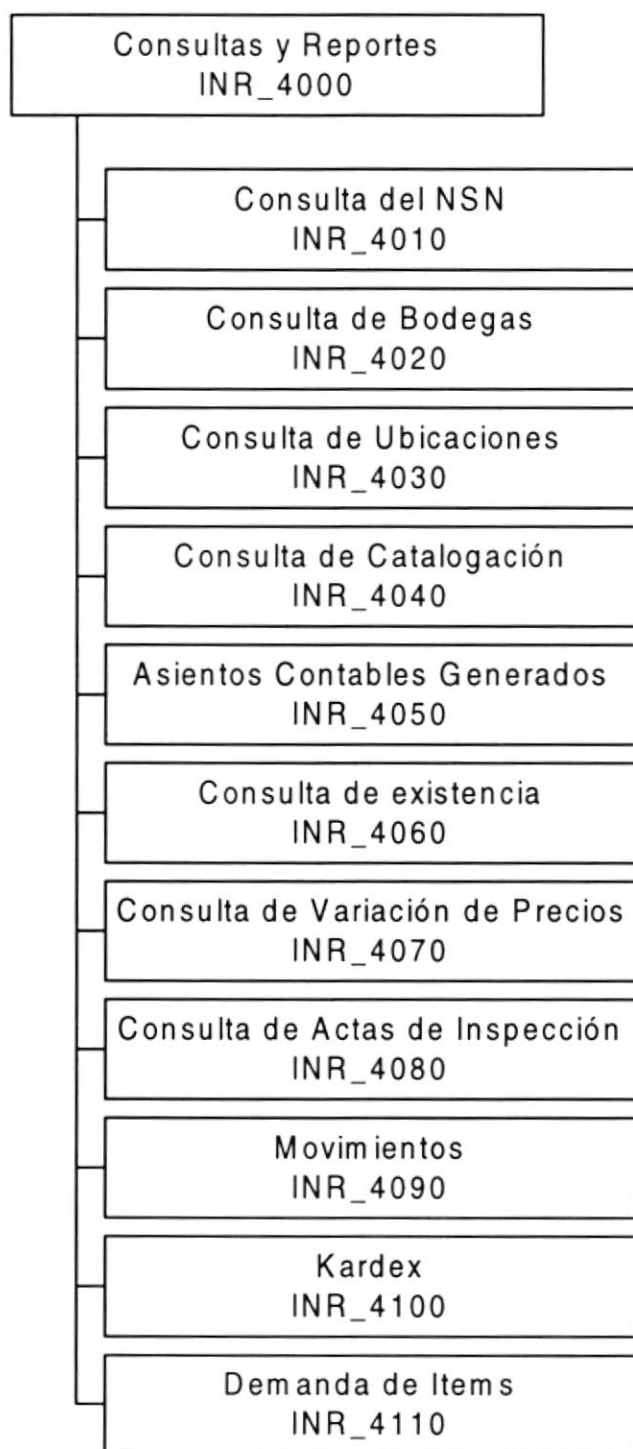 Consultas y Reportes
INR_4000
Consulta del NSN
INR_4010
Consulta de Bodegas
INR_4020
Consulta de Ubicaciones
INR_4030
Consulta de Catalogación
INR_4040
Asientos Contables Generados
INR_4050
Consulta de existencia
INR_4060
Consulta de Variación de Precios
INR_4070
Consulta de Actas de Inspección
INR_4080
Movimientos
INR_4090
Kardex
INR_4100
Demanda de Items
INR_4110